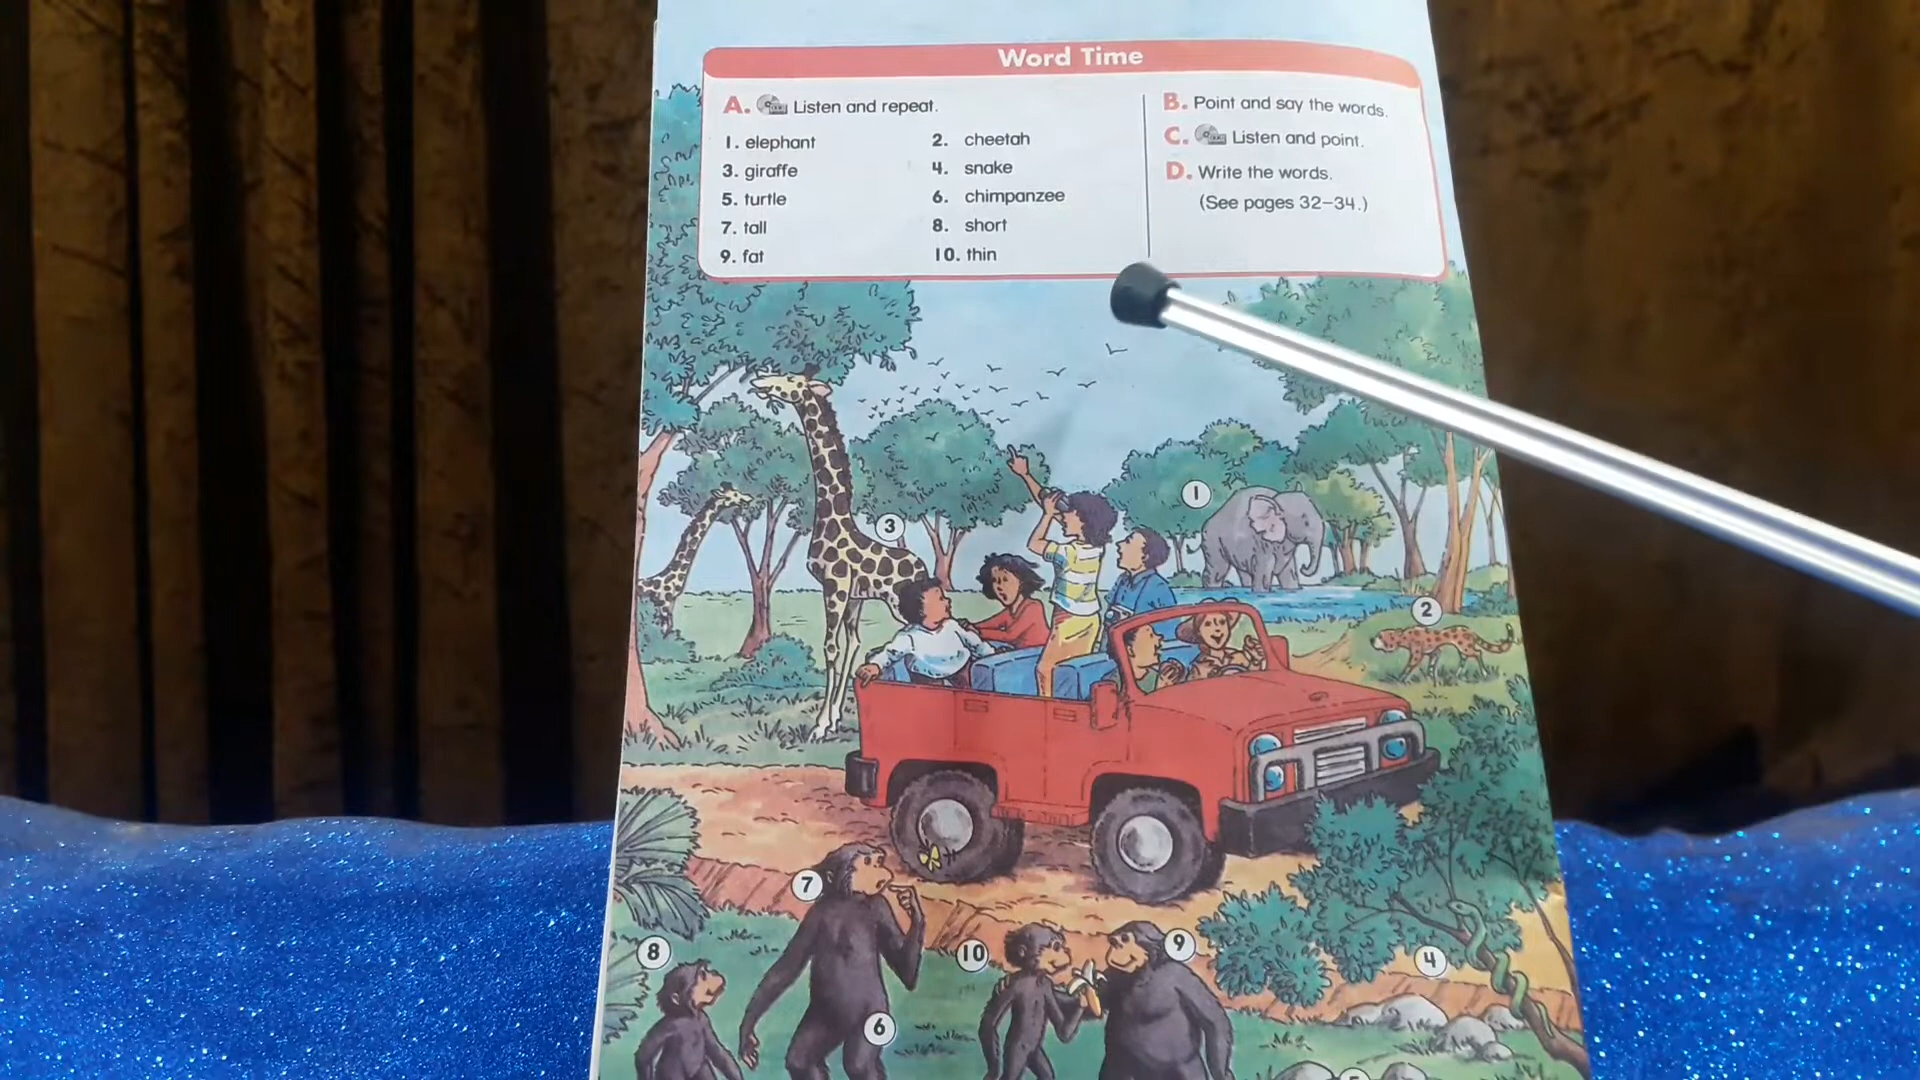 Word Time
A. Listen and repeat.
1. elephant
2. cheetah
3. giraffe
4. snake
5. turtle
6. chimpanzee
7. tall
8. short
9. fat
10. thin
B. Point and say the words.
C. Listen and point.
D. Write the words.
(See pages 32–34.)
1
3
2
7
8
10
9
4
6